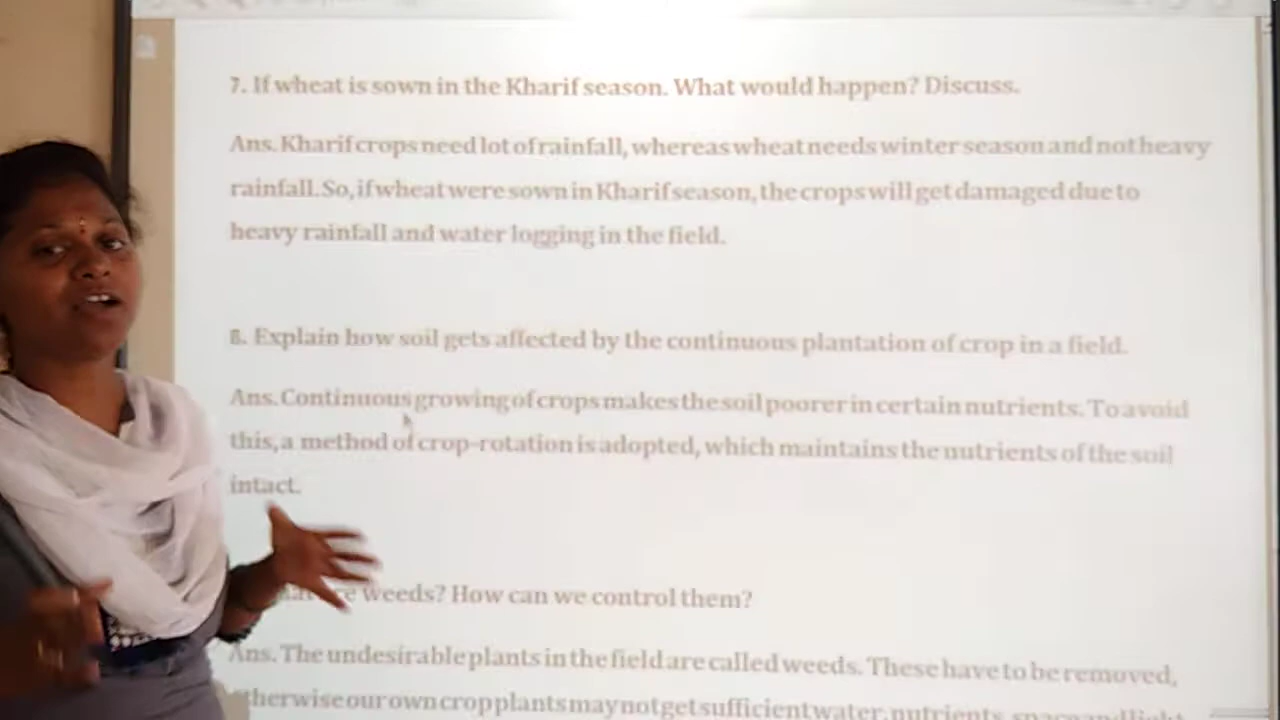 7. If wheat is sown in the Kharif season. What would happen? Discuss.
Ans. Kharif crops need lot of rainfall, whereas wheat needs winter season and not heavy
rainfall. So, if wheat were sown in Kharif season, the crops will get damaged due to
heavy rainfall and water logging in the field.
8. Explain how soil gets affected by the continuous plantation of crop in a field.
Ans. Continuous growing of crops makes the soil poorer in certain nutrients. To avoid
this, a method of crop-rotation is adopted, which maintains the nutrients of the soil
intact.
weeds? How can we control them?
Ans. The undesirable plants in the field are called weeds. These have to be removed,
our own crop plants may not get sufficient water, nutrients, space and light